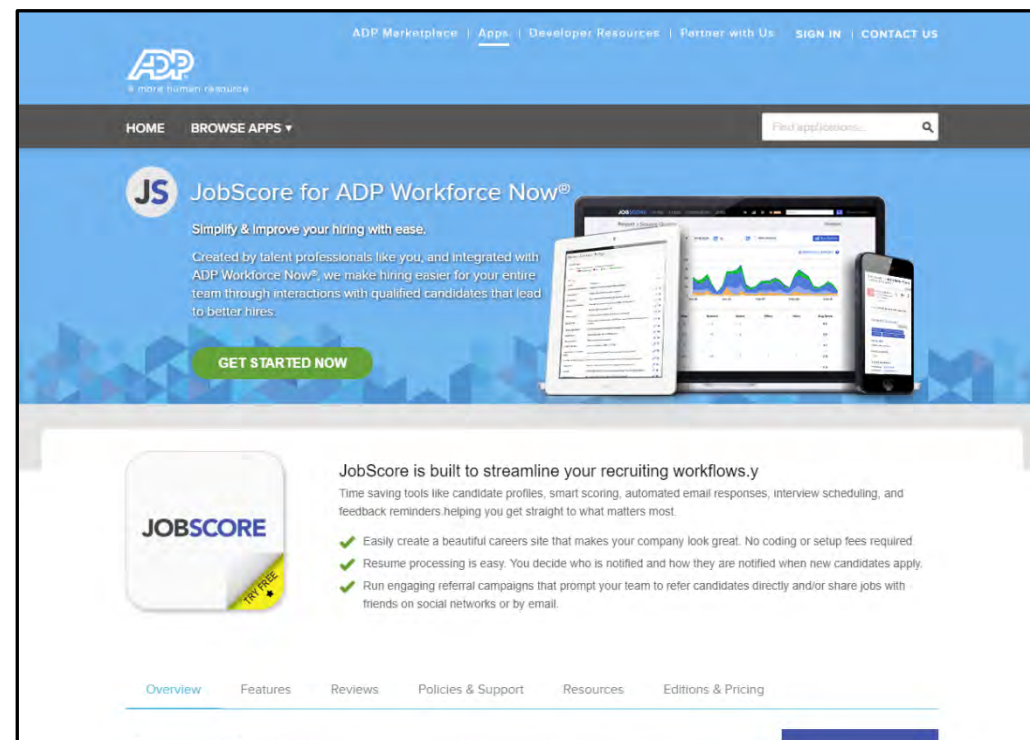 ADP Marketplace | Apps | Developer Resources | Partner with Us SIGN IN | CONTACT US
ADP
A more human resource
HOME BROWSE APPS ▾ Find applications...
JS JobScore for ADP Workforce Now®
Simplify & Improve your hiring with ease.
Created by talent professionals like you, and integrated with
ADP Workforce Now®, we make hiring easier for your entire
team through interactions with qualified candidates that lead
to better hires.
GET STARTED NOW
JOBSCORE
JobScore is built to streamline your recruiting workflows.y
Time saving tools like candidate profiles, smart scoring, automated email responses, interview scheduling, and
feedback reminders helping you get straight to what matters most.
JOBSCORE
TRY FREE
Easily create a beautiful careers site that makes your company look great. No coding or setup fees required
Resume processing is easy. You decide who is notified and how they are notified when new candidates apply.
Run engaging referral campaigns that prompt your team to refer candidates directly and/or share jobs with
friends on social networks or by email.
Overview Features Reviews Policies & Support Resources Editions & Pricing